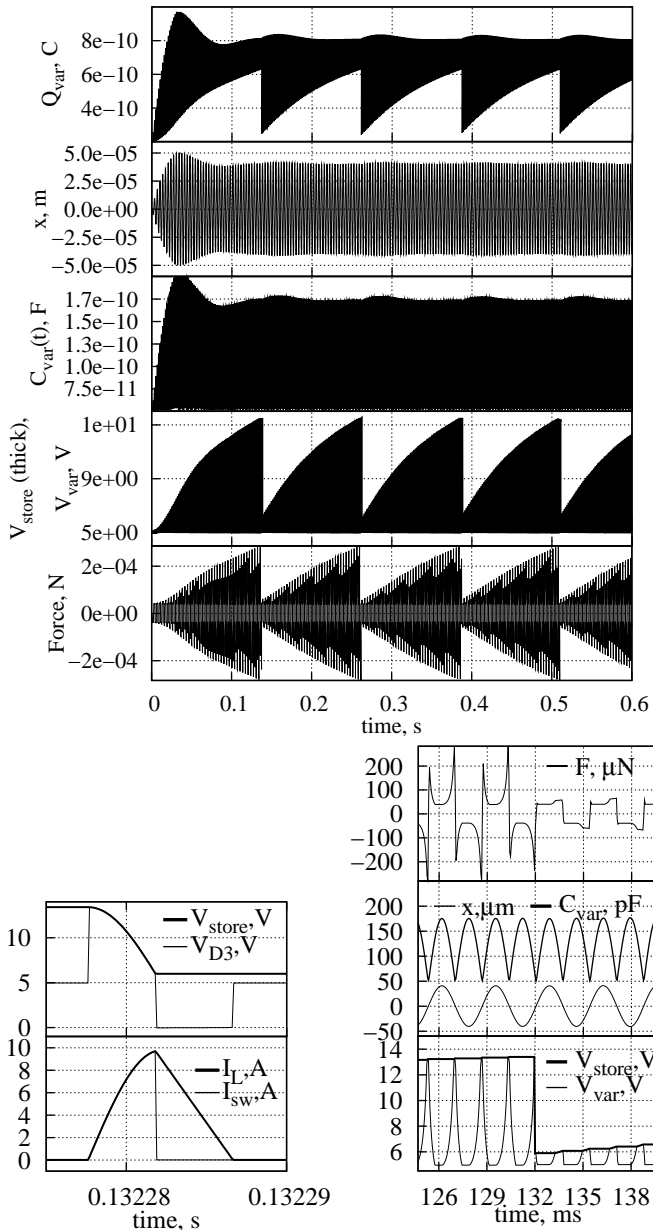 Q_var, C
8e−10
6e−10
4e−10
x, m
5.0e−05
2.5e−05
0.0e+00
−2.5e−05
−5.0e−05
C_var(t), F
1.7e−10
1.3e−10
1.0e−10
7.5e−11
V_store (thick),
V_var, V
1e+01
9e+00
5e+00
Force, N
2e−04
0e+00
−2e−04
0 0.1 0.2 0.3 0.4 0.5 0.6
time, s
V_store, V
V_D3, V
10
5
0
I_L, A
I_sw, A
10
8
6
4
2
0
0.13228 0.13229
time, s
F, μN
200
100
50
0
−100
−200
x, μm C_var, pF
200
150
100
50
0
−50
V_store, V
V_var, V
14
12
10
8
6
126 129 132 135 138
time, ms